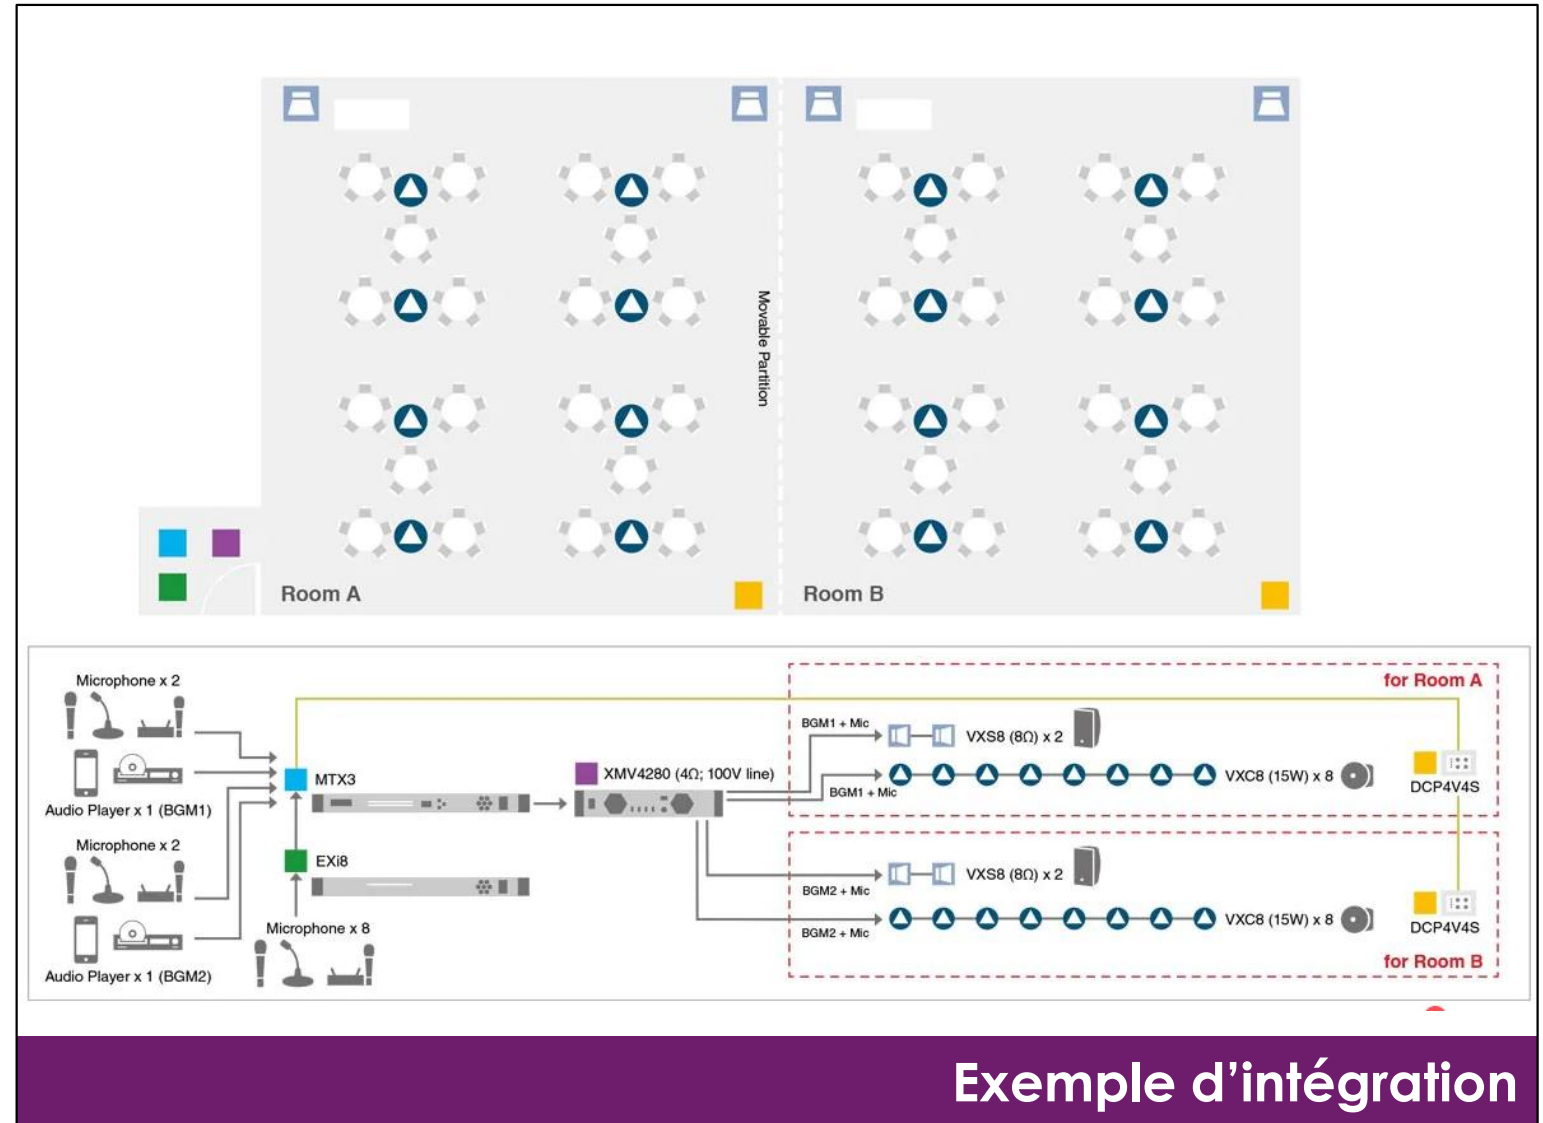 Movable Partition
Room A
Room B
Microphone x 2
Audio Player x 1 (BGM1)
Microphone x 2
Audio Player x 1 (BGM2)
MTX3
EXi8
Microphone x 8
XMV4280 (4Ω; 100V line)
for Room A
BGM1 + Mic
VXS8 (8Ω) x 2
BGM1 + Mic
VXC8 (15W) x 8
DCP4V4S
BGM2 + Mic
VXS8 (8Ω) x 2
BGM2 + Mic
VXC8 (15W) x 8
DCP4V4S
for Room B
Exemple d’intégration